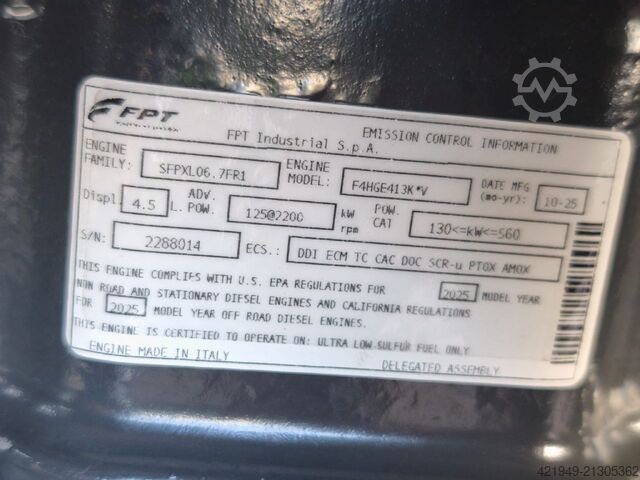 FPT
EMISSION CONTROL INFORMATION
FPT Industrial S.p.A.
ENGINE FAMILY: SFPXL06.7FR1 ENGINE MODEL: F4HGE413K*V DATE MFG (mo-yr): 10-25
Displ. 4.5 L. ADV. POW. 125@2200 kW rpm POW. CAT 130<=kW<=560
S/N: 2288014 ECS.: DDI ECM TC CAC DOC SCR-u PTOX AMOX
THIS ENGINE COMPLIES WITH U.S. EPA REGULATIONS FOR 2025 MODEL YEAR
NON ROAD AND STATIONARY DIESEL ENGINES AND CALIFORNIA REGULATIONS
FOR 2025 MODEL YEAR OFF ROAD DIESEL ENGINES.
THIS ENGINE IS CERTIFIED TO OPERATE ON: ULTRA LOW SULFUR FUEL ONLY
ENGINE MADE IN ITALY DELEGATED ASSEMBLY
421949-21305362